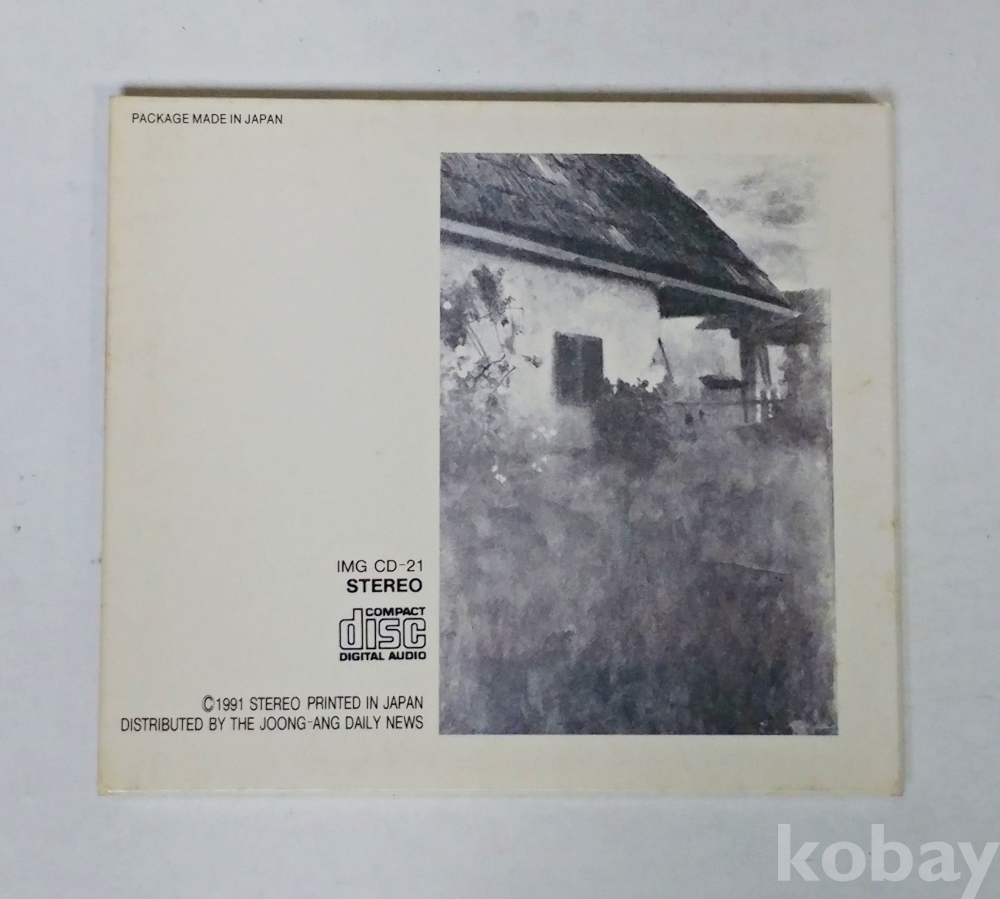 PACKAGE MADE IN JAPAN
IMG CD-21
STEREO
COMPACT
disc
DIGITAL AUDIO
©1991 STEREO PRINTED IN JAPAN
DISTRIBUTED BY THE JOONG-ANG DAILY NEWS
kobay